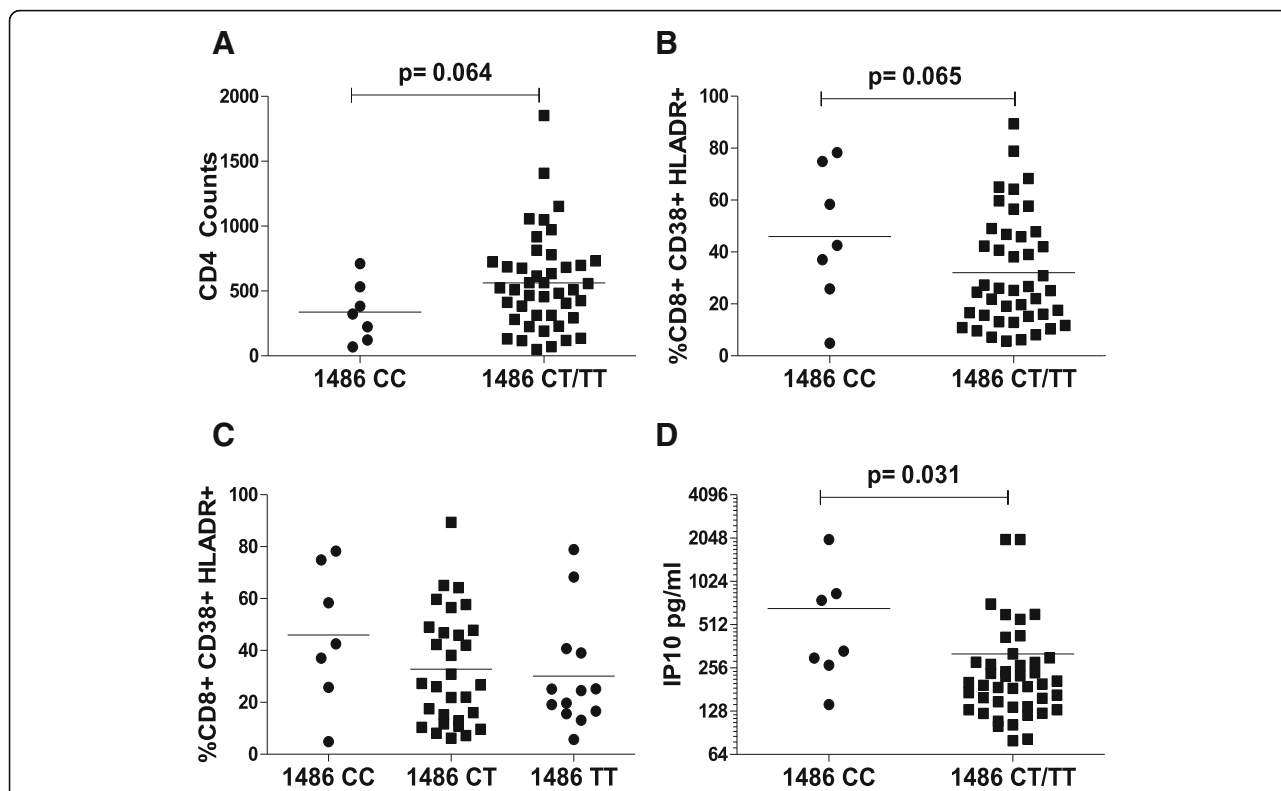 A
p= 0.064
CD4 Counts
2000
1500
1000
500
0
1486 CC
1486 CT/TT
B
p= 0.065
%CD8+ CD38+ HLADR+
100
80
60
40
20
0
1486 CC
1486 CT/TT
C
%CD8+ CD38+ HLADR+
100
80
60
40
20
0
1486 CC
1486 CT
1486 TT
D
p= 0.031
IP10 pg/ml
4096
2048
1024
512
256
128
64
1486 CC
1486 CT/TT